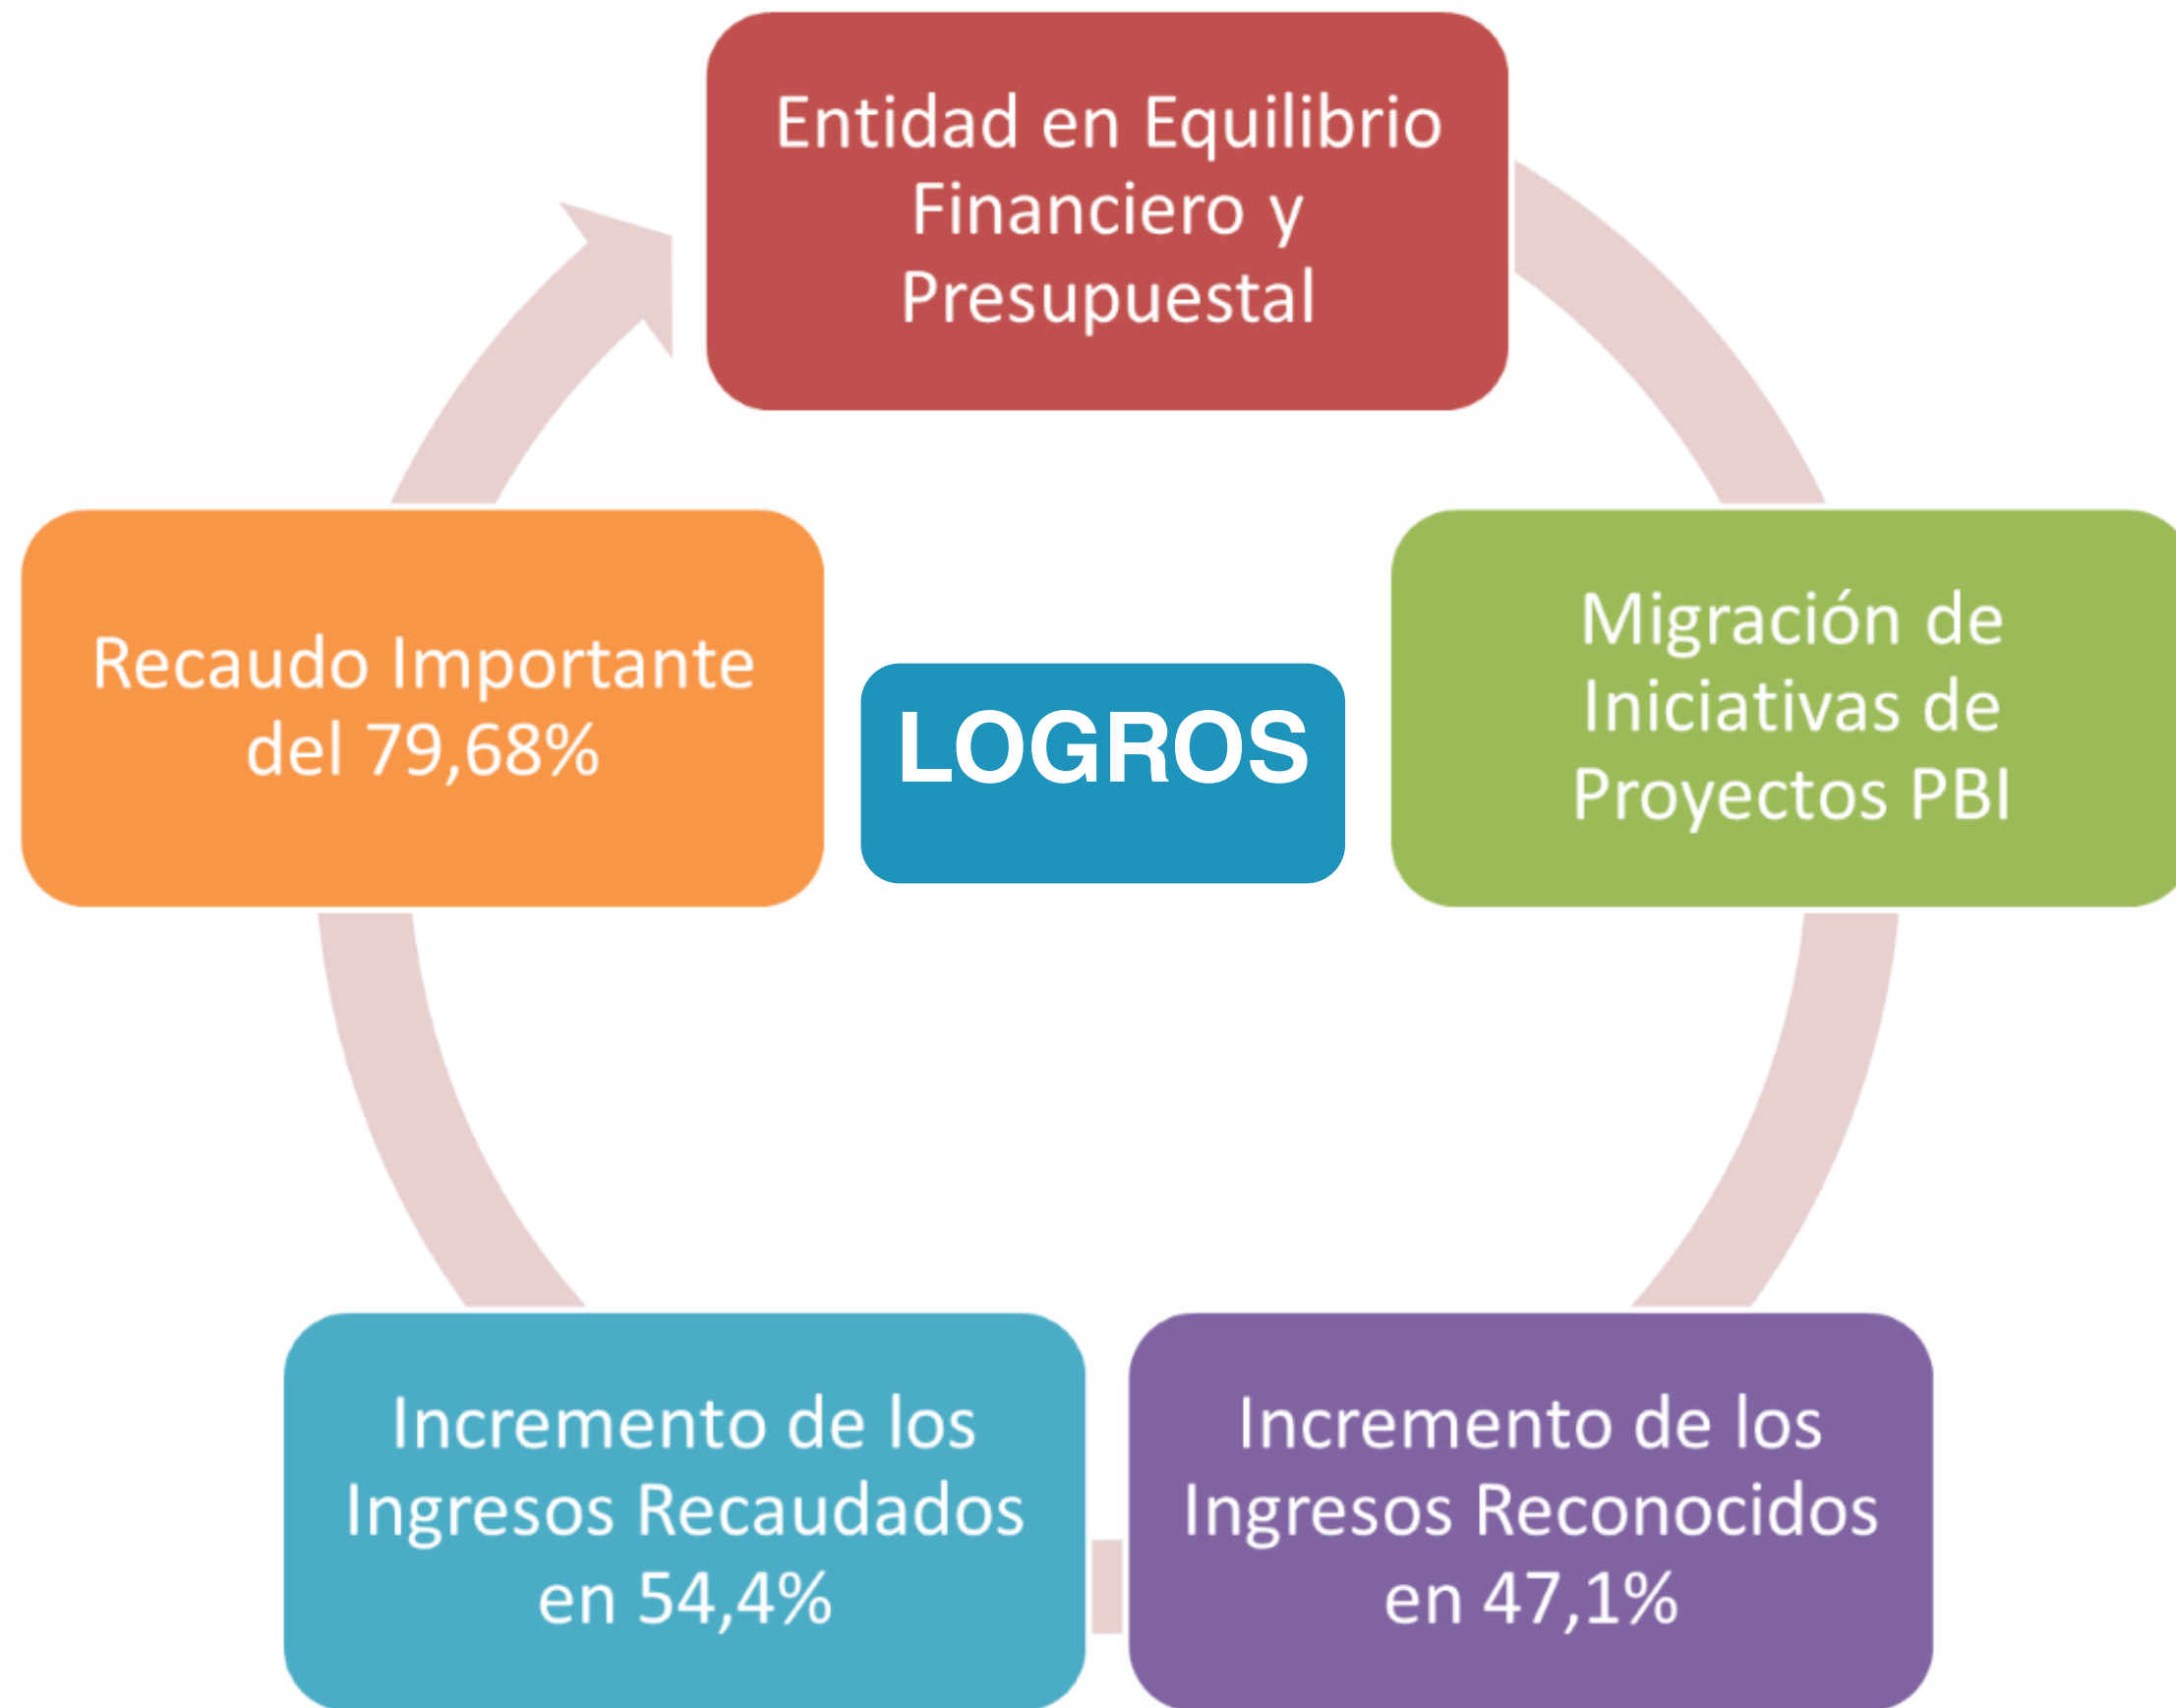 Entidad en Equilibrio
Financiero y
Presupuestal
Migración de
Iniciativas de
Proyectos PBI
Incremento de los
Ingresos Reconocidos
en 47,1%
Incremento de los
Ingresos Recaudados
en 54,4%
Recaudo Importante
del 79,68%
LOGROS